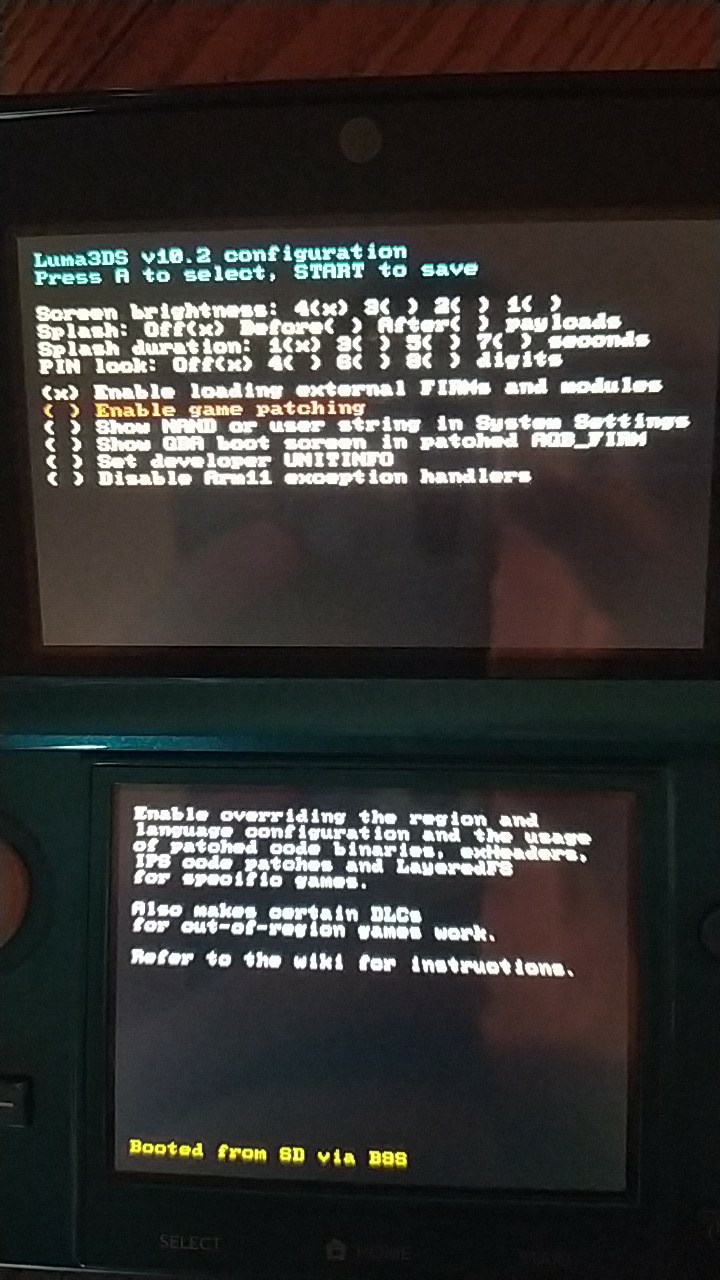 Luma3DS v10.2 configuration
Press A to select, START to save
Screen brightness: 4(x) 3( ) 2( ) 1( )
Splash: Off(x) Before( ) After( ) payloads
Splash duration: 1(x) 3( ) 5( ) 7( ) seconds
PIN lock: Off(x) 4( ) 6( ) 8( ) digits
(x) Enable loading external FIRMs and modules
( ) Enable game patching
( ) Show NAND or user string in System Settings
( ) Show GBA boot screen in patched AGB_FIRM
( ) Set developer UNITINFO
( ) Disable Arm11 exception handlers
Enable overriding the region and
language configuration and the usage
of patched code binaries, exHeaders,
IPS code patches and LayeredFS
for specific games.
Also makes certain DLCs
for out-of-region games work.
Refer to the wiki for instructions.
Booted from SD via B9S
SELECT
HOME